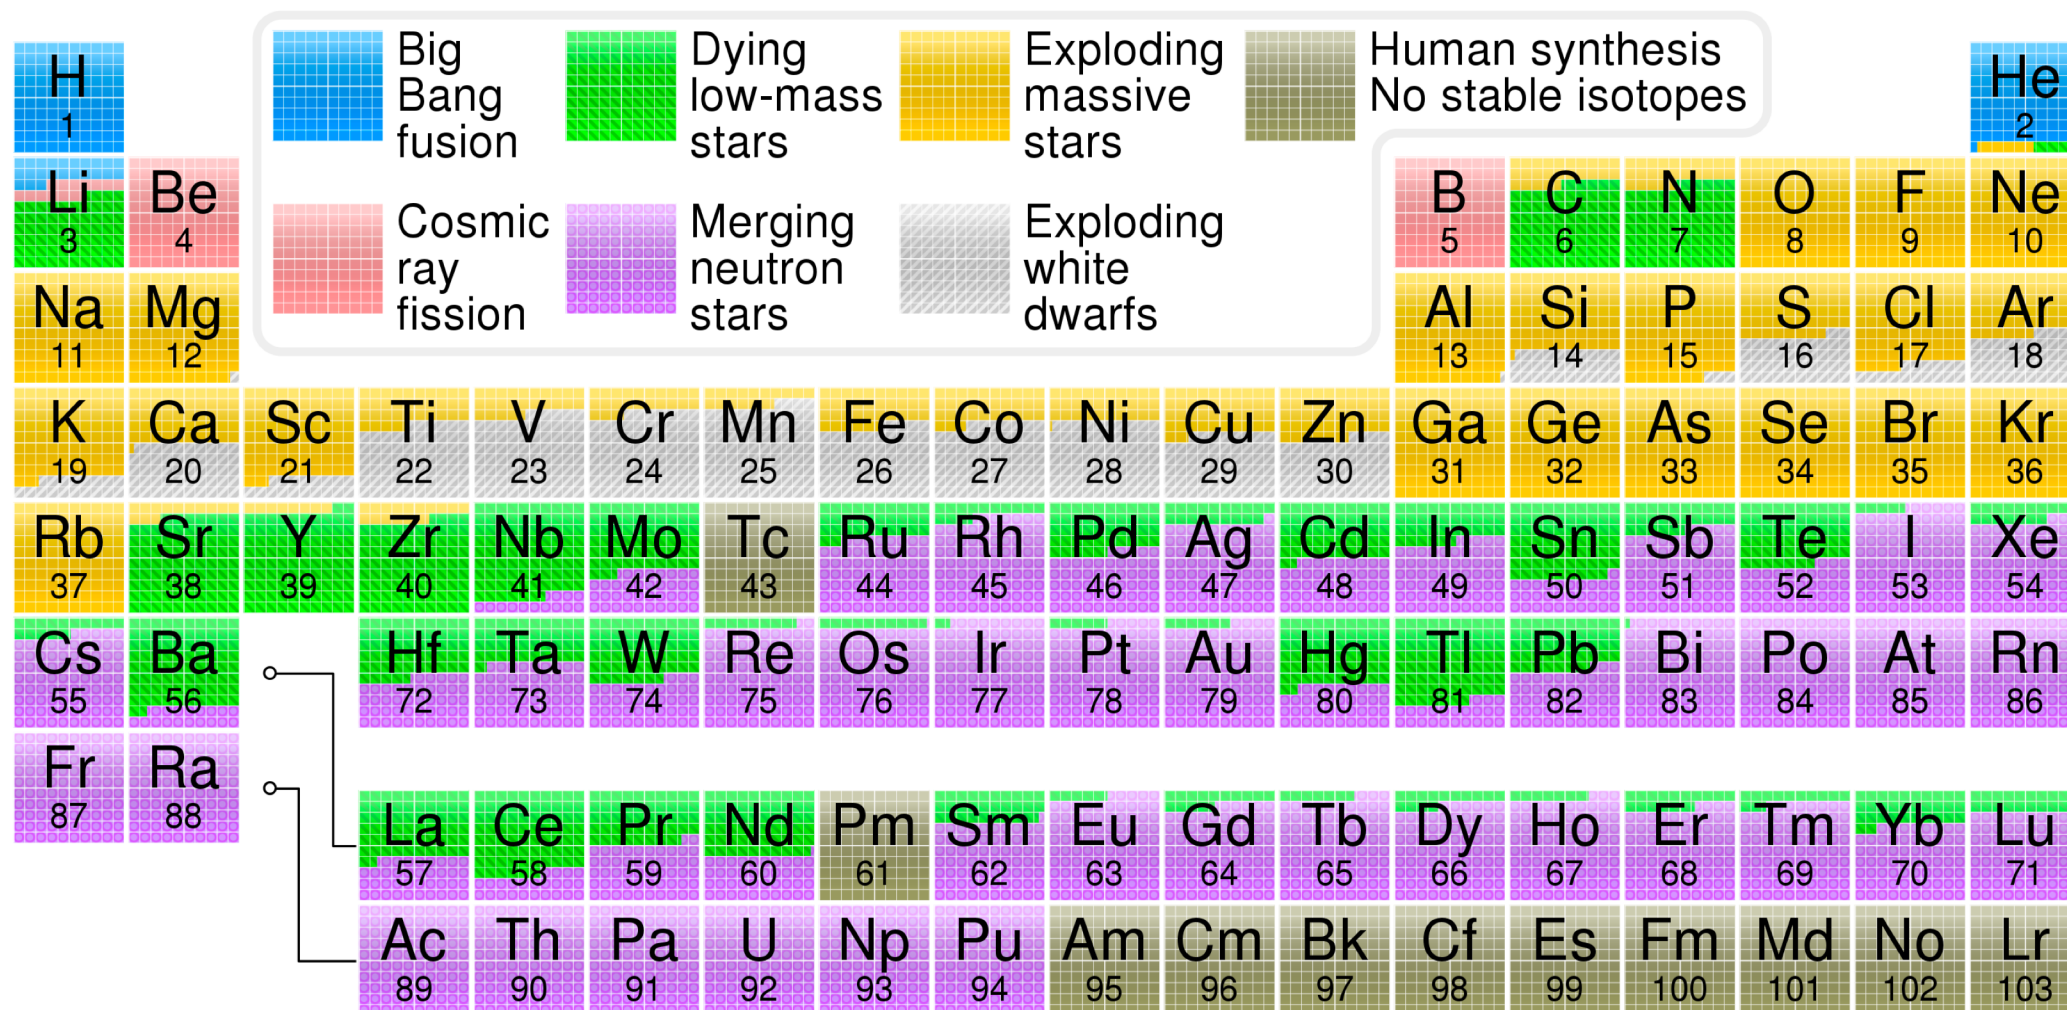 H
1
Big
Bang
fusion
Dying
low-mass
stars
Exploding
massive
stars
Human synthesis
No stable isotopes
He
2
Li
3
Be
4
Cosmic
ray
fission
Merging
neutron
stars
Exploding
white
dwarfs
B
5
C
6
N
7
O
8
F
9
Ne
10
Na
11
Mg
12
Al
13
Si
14
P
15
S
16
Cl
17
Ar
18
K
19
Ca
20
Sc
21
Ti
22
V
23
Cr
24
Mn
25
Fe
26
Co
27
Ni
28
Cu
29
Zn
30
Ga
31
Ge
32
As
33
Se
34
Br
35
Kr
36
Rb
37
Sr
38
Y
39
Zr
40
Nb
41
Mo
42
Tc
43
Ru
44
Rh
45
Pd
46
Ag
47
Cd
48
In
49
Sn
50
Sb
51
Te
52
I
53
Xe
54
Cs
55
Ba
56
Hf
72
Ta
73
W
74
Re
75
Os
76
Ir
77
Pt
78
Au
79
Hg
80
Tl
81
Pb
82
Bi
83
Po
84
At
85
Rn
86
Fr
87
Ra
88
La
57
Ce
58
Pr
59
Nd
60
Pm
61
Sm
62
Eu
63
Gd
64
Tb
65
Dy
66
Ho
67
Er
68
Tm
69
Yb
70
Lu
71
Ac
89
Th
90
Pa
91
U
92
Np
93
Pu
94
Am
95
Cm
96
Bk
97
Cf
98
Es
99
Fm
100
Md
101
No
102
Lr
103